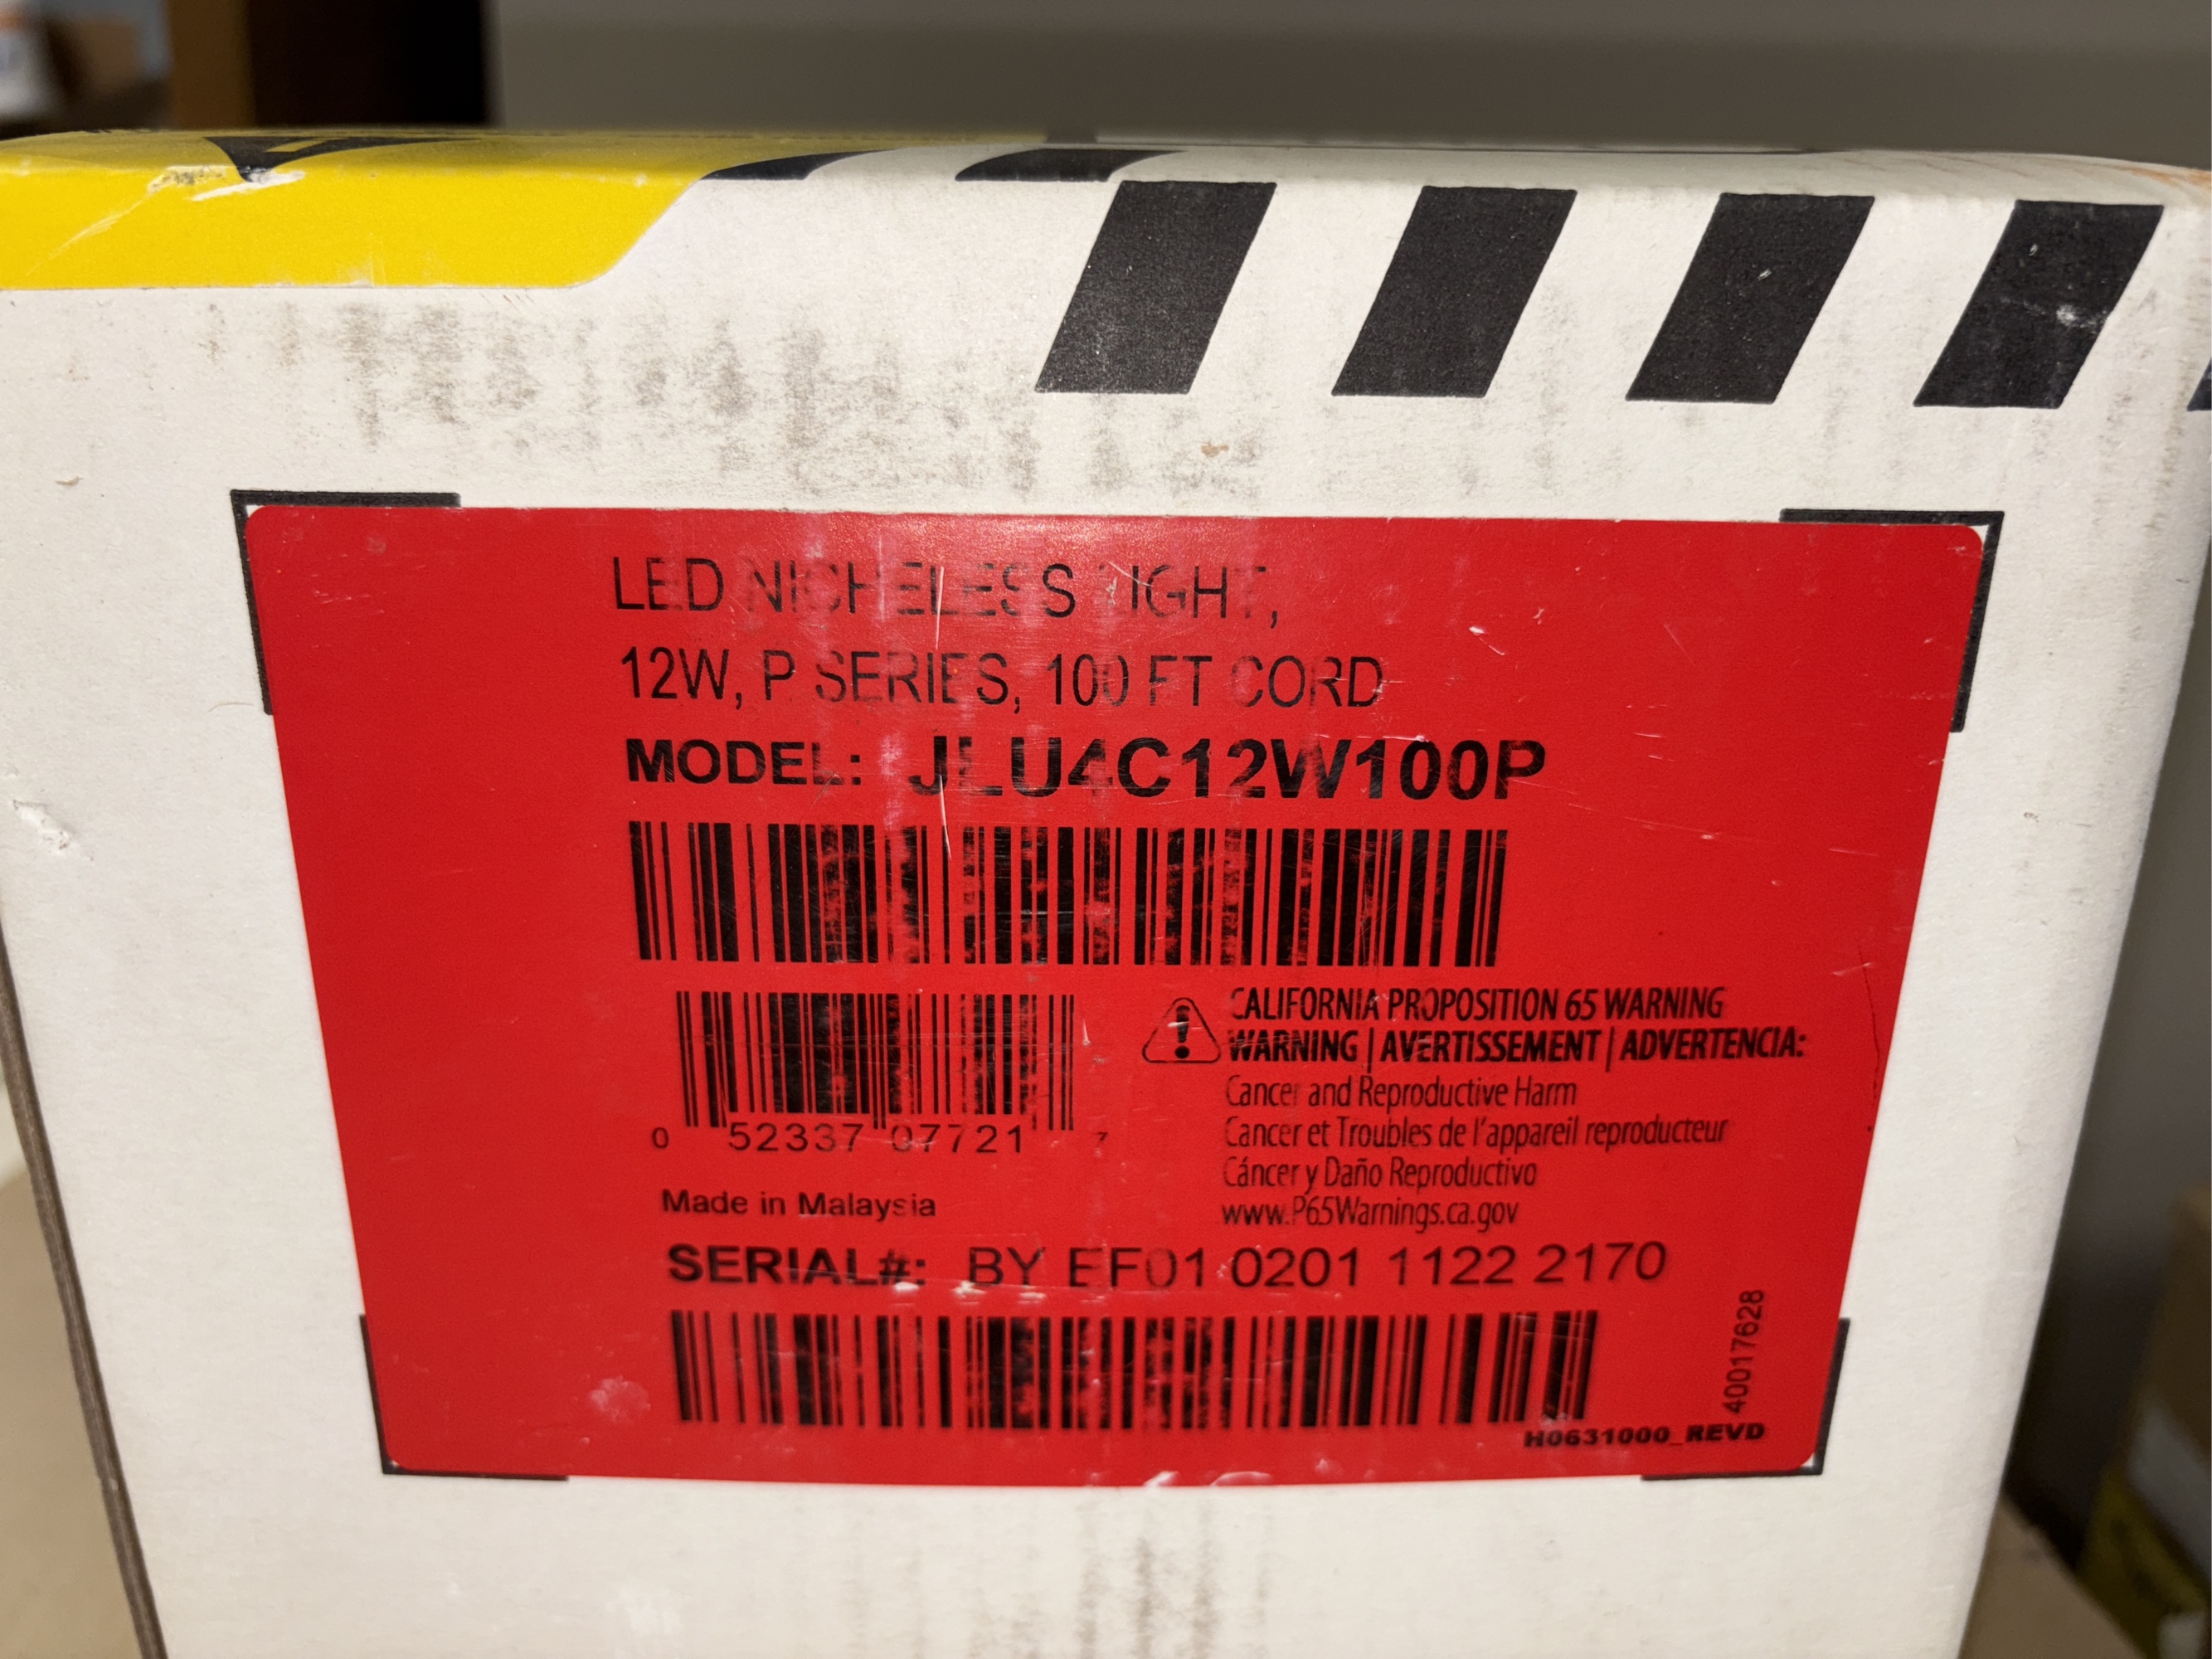 LED NICHELESS LIGHT,
12W, P SERIES, 100 FT CORD
MODEL: JLU4C12W100P
0 52337 07721 7
CALIFORNIA PROPOSITION 65 WARNING
WARNING | AVERTISSEMENT | ADVERTENCIA:
Cancer and Reproductive Harm
Cancer et Troubles de l'appareil reproducteur
Cáncer y Daño Reproductivo
www.P65Warnings.ca.gov
Made in Malaysia
SERIAL#: BY EF01 0201 1122 2170
40017628
H0631000_REVD